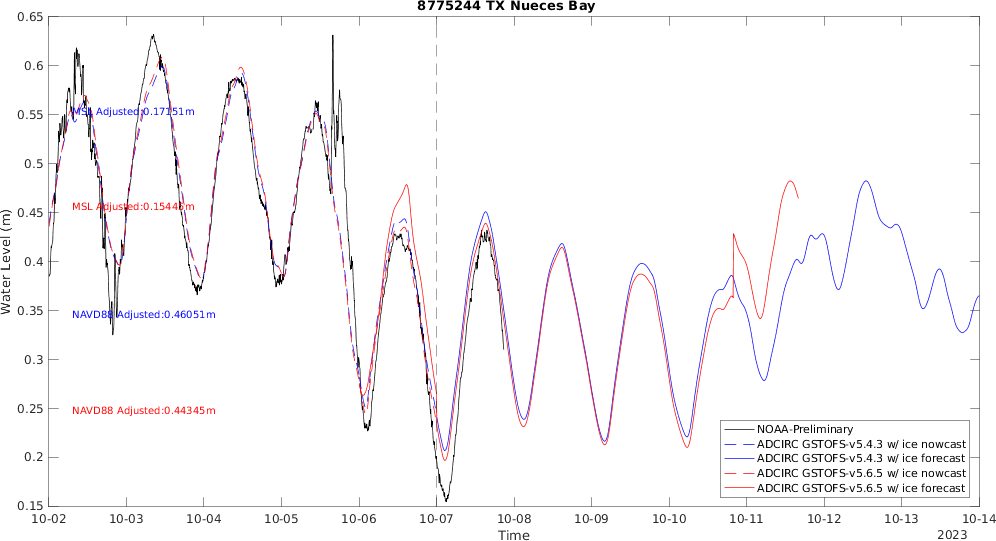 8775244 TX Nueces Bay
0.65
0.6
0.55
0.5
0.45
0.4
0.35
0.3
0.25
0.2
0.15
Water Level (m)
MSL Adjusted:0.17151m
MSL Adjusted:0.15445m
NAVD88 Adjusted:0.46051m
NAVD88 Adjusted:0.44345m
NOAA-Preliminary
ADCIRC GSTOFS-v5.4.3 w/ ice nowcast
ADCIRC GSTOFS-v5.4.3 w/ ice forecast
ADCIRC GSTOFS-v5.6.5 w/ ice nowcast
ADCIRC GSTOFS-v5.6.5 w/ ice forecast
10-02 10-03 10-04 10-05 10-06 10-07 10-08 10-09 10-10 10-11 10-12 10-13 10-14
Time
2023